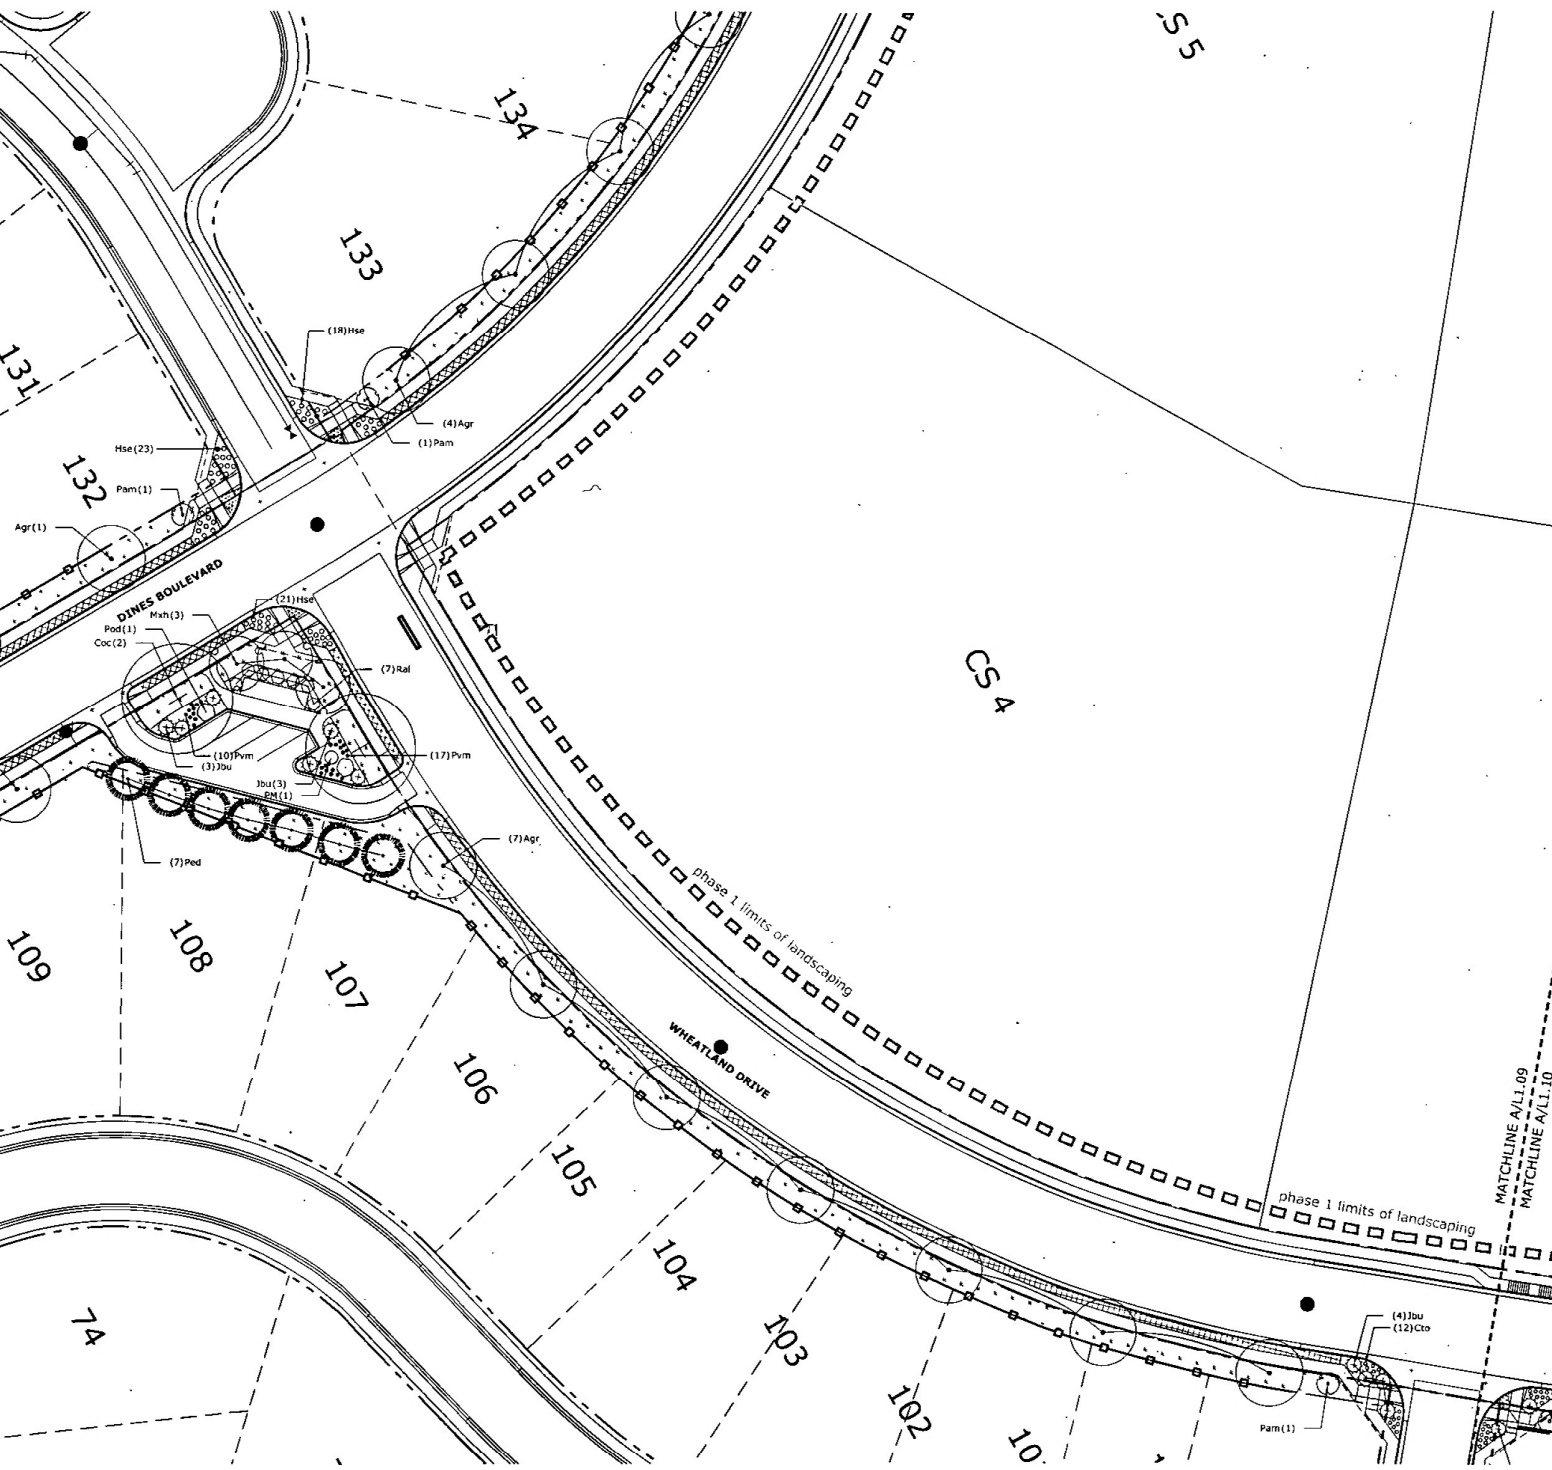 CS 5
134
133
(18)Hse
131
(4)Agr
(1)Pam
Hse(23)
132
Pam(1)
Agr(1)
DINES BOULEVARD
(21)Hse
Mxh(3)
Pod(1)
Coc(2)
(7)Ral
CS 4
(10)Pvm
(17)Pvm
(3)Jbu
Jbu(3)
PM(1)
(7)Agr
(7)Ped
phase 1 limits of landscaping
109
108
107
WHEATLAND DRIVE
106
MATCHLINE A/L1.09
MATCHLINE A/L1.10
105
phase 1 limits of landscaping
104
74
103
(4)Jbu
(12)Cto
102
Pam(1)